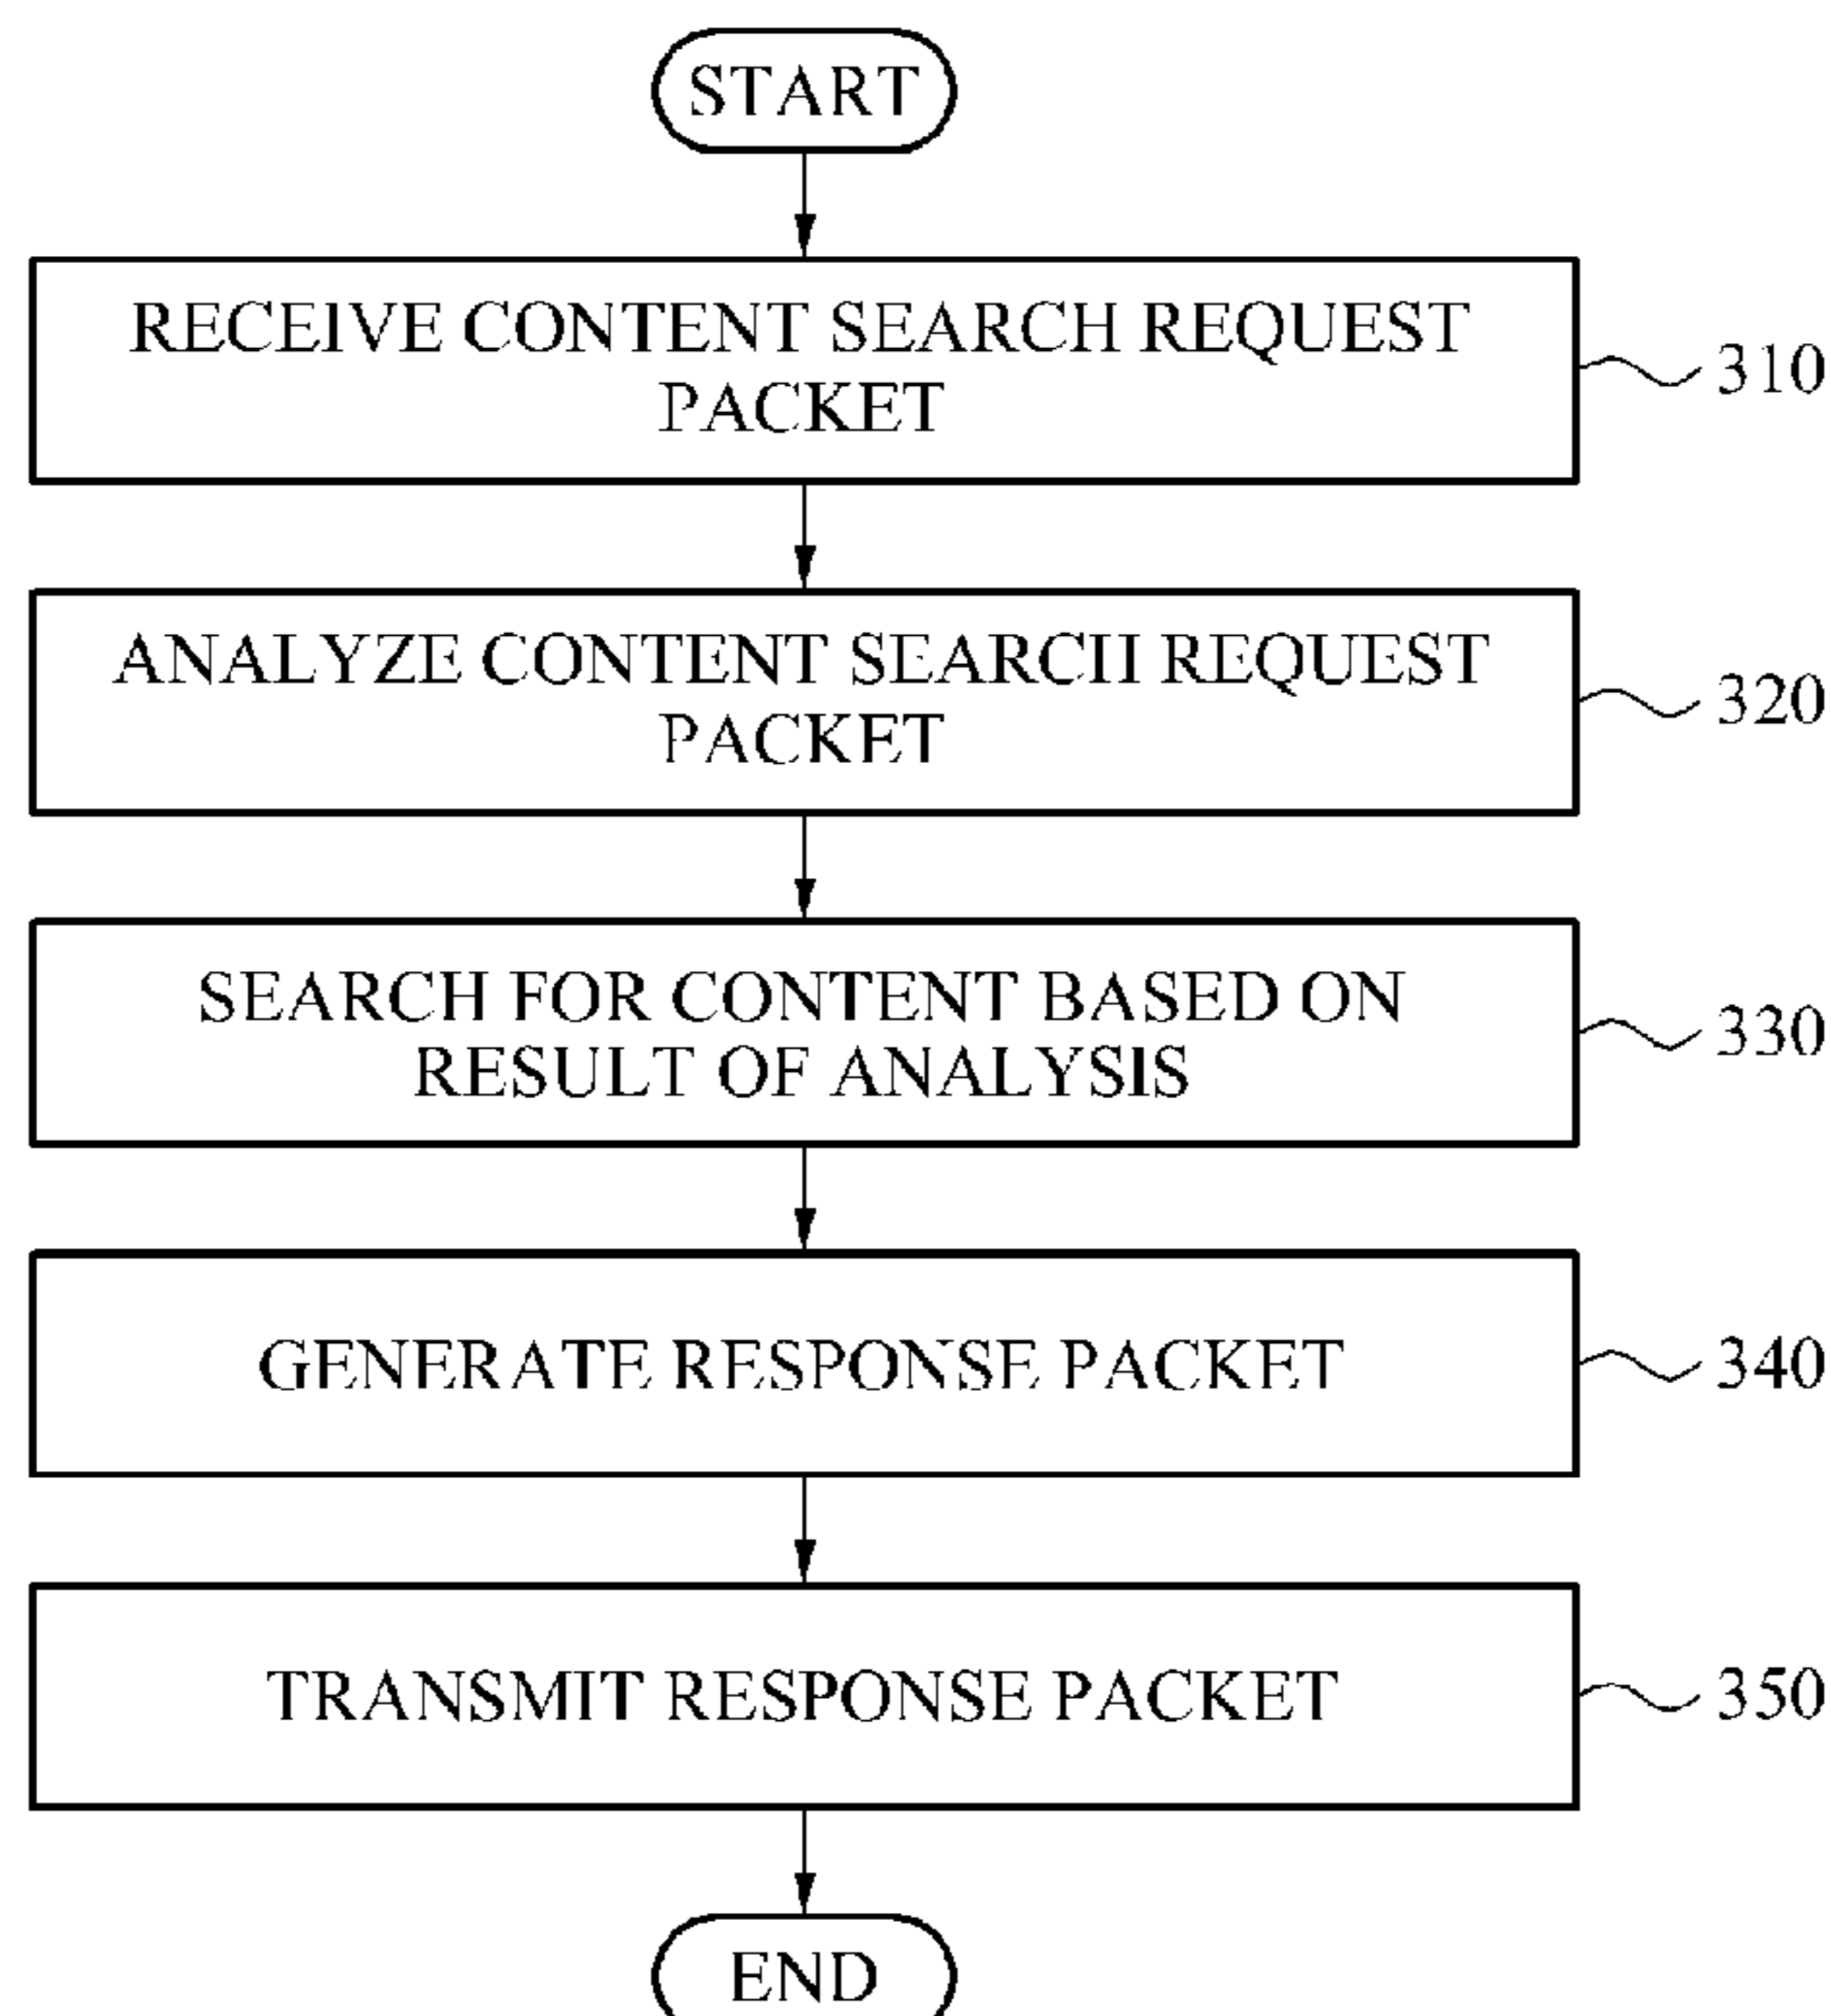 START
RECEIVE CONTENT SEARCH REQUEST
PACKET
310
ANALYZE CONTENT SEARCH REQUEST
PACKET
320
SEARCH FOR CONTENT BASED ON
RESULT OF ANALYSIS
330
GENERATE RESPONSE PACKET
340
TRANSMIT RESPONSE PACKET
350
END